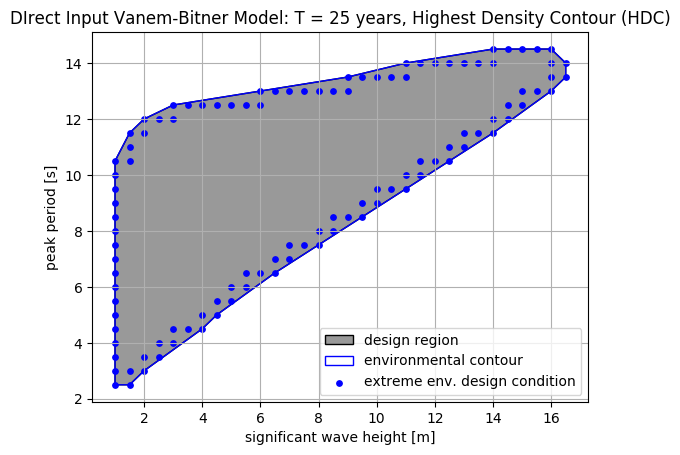 DIrect Input Vanem-Bitner Model: T = 25 years, Highest Density Contour (HDC)
peak period [s]
14
12
10
8
6
4
2
design region
environmental contour
extreme env. design condition
2 4 6 8 10 12 14 16
significant wave height [m]